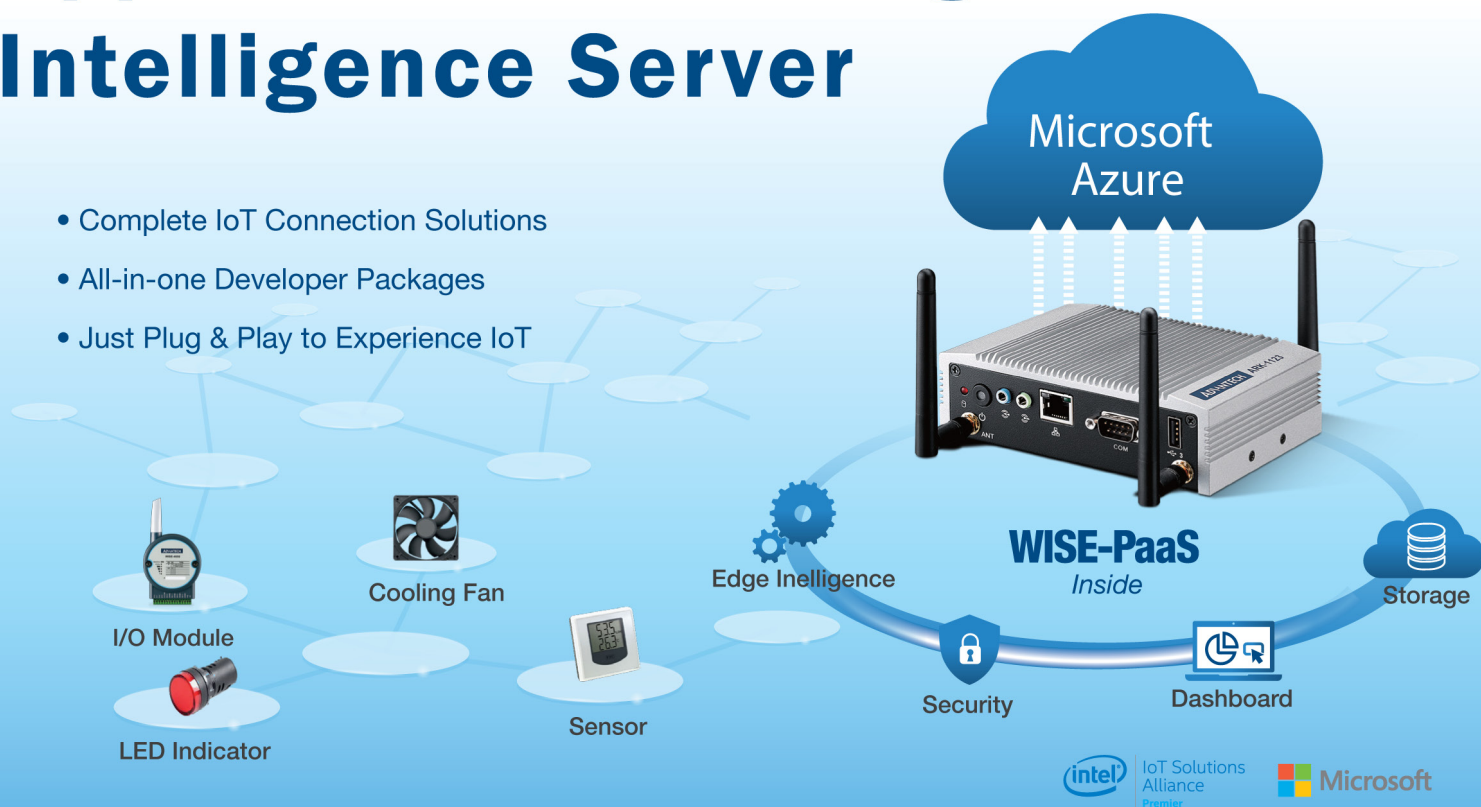 Intelligence Server
• Complete IoT Connection Solutions
• All-in-one Developer Packages
• Just Plug & Play to Experience IoT
Microsoft
Azure
ADVANTECH ARK-1123
ANT
COM
3
WISE-PaaS
Inside
Edge Inelligence
Storage
Security
Dashboard
Cooling Fan
ADVANTECH
I/O Module
LED Indicator
Sensor
intel
IoT Solutions
Alliance
Premier
Microsoft